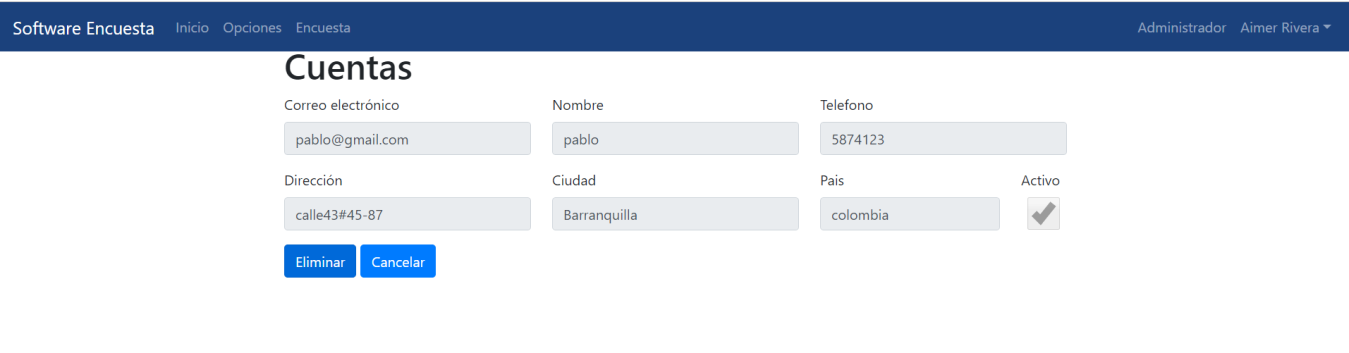 Software Encuesta Inicio Opciones Encuesta Administrador Aimer Rivera
Cuentas
Correo electrónico Nombre Telefono
pablo@gmail.com pablo 5874123
Dirección Ciudad Pais Activo
calle43#45-87 Barranquilla colombia
Eliminar Cancelar